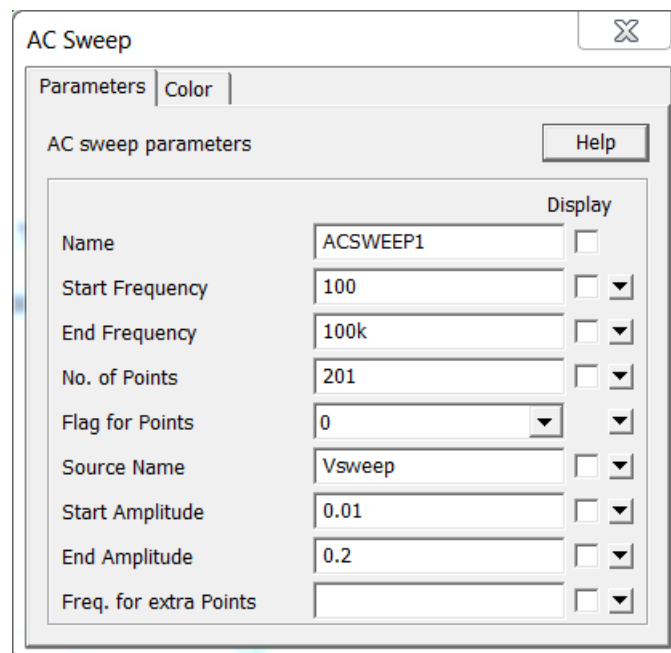 AC Sweep
Parameters Color
AC sweep parameters Help
Display
Name ACSWEEP1
Start Frequency 100
End Frequency 100k
No. of Points 201
Flag for Points 0
Source Name Vsweep
Start Amplitude 0.01
End Amplitude 0.2
Freq. for extra Points